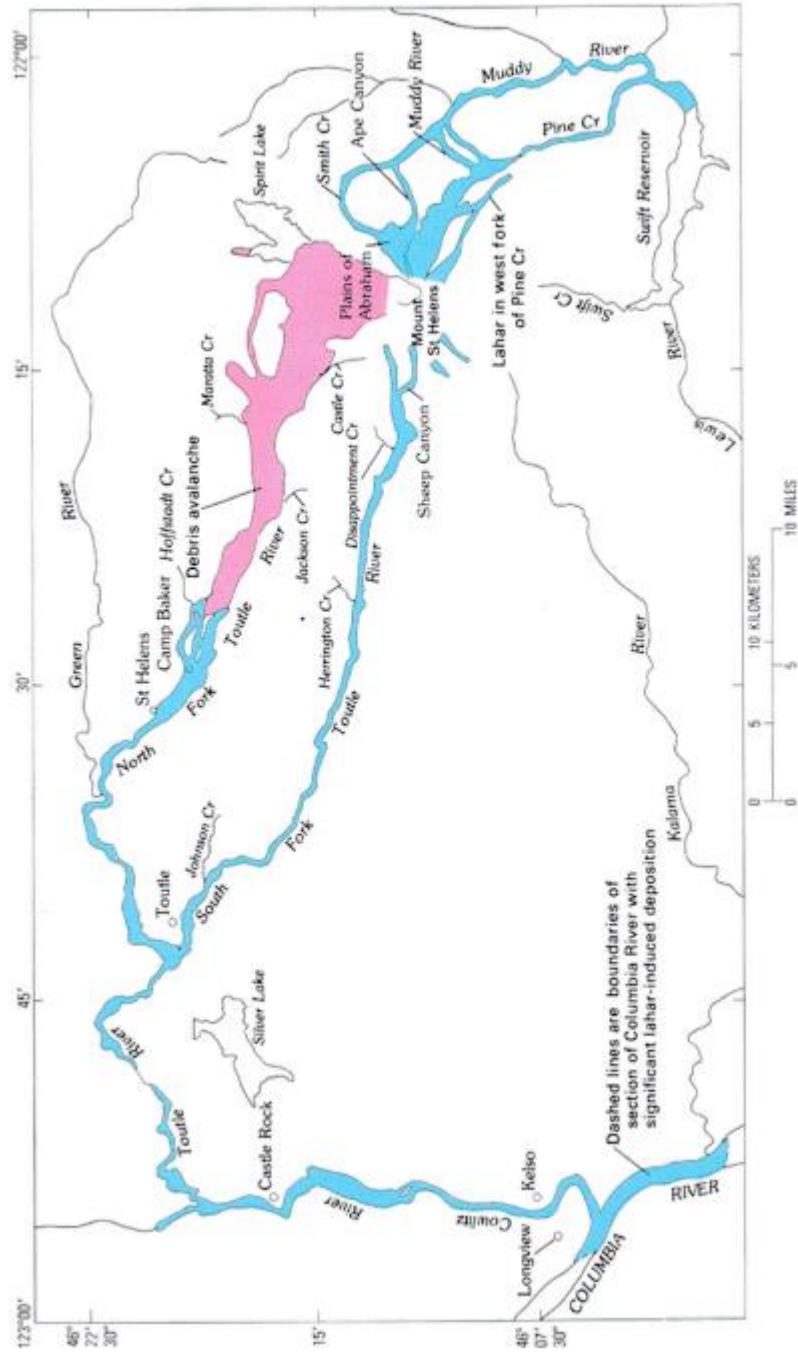 123°00'
45'
30'
15'
122°00'
46°
22'
30"
15'
46°
07'
30"
Green
River
Hoffstadt Cr
Camp Baker
St Helens
Debris avalanche
Maratta Cr
Spirit Lake
Smith Cr
Ape Canyon
Muddy River
Muddy
River
North
Fork
Toutle
River
Jackson Cr
Castle Cr
Plains of
Abraham
Mount
St Helens
Pine Cr
Lahar in west fork
of Pine Cr
Sheep Canyon
Disappointment Cr
Herrington Cr
River
Toutle
Fork
South
Johnson Cr
Toutle
River
Toutle
Silver Lake
Castle Rock
River
Cowlitz
Kelso
Longview
COLUMBIA
RIVER
Dashed lines are boundaries of
section of Columbia River with
significant lahar-induced deposition
Kalama
River
Swift Cr
Swift Reservoir
River
Lewis
0 5 10 KILOMETERS
0 5 10 MILES